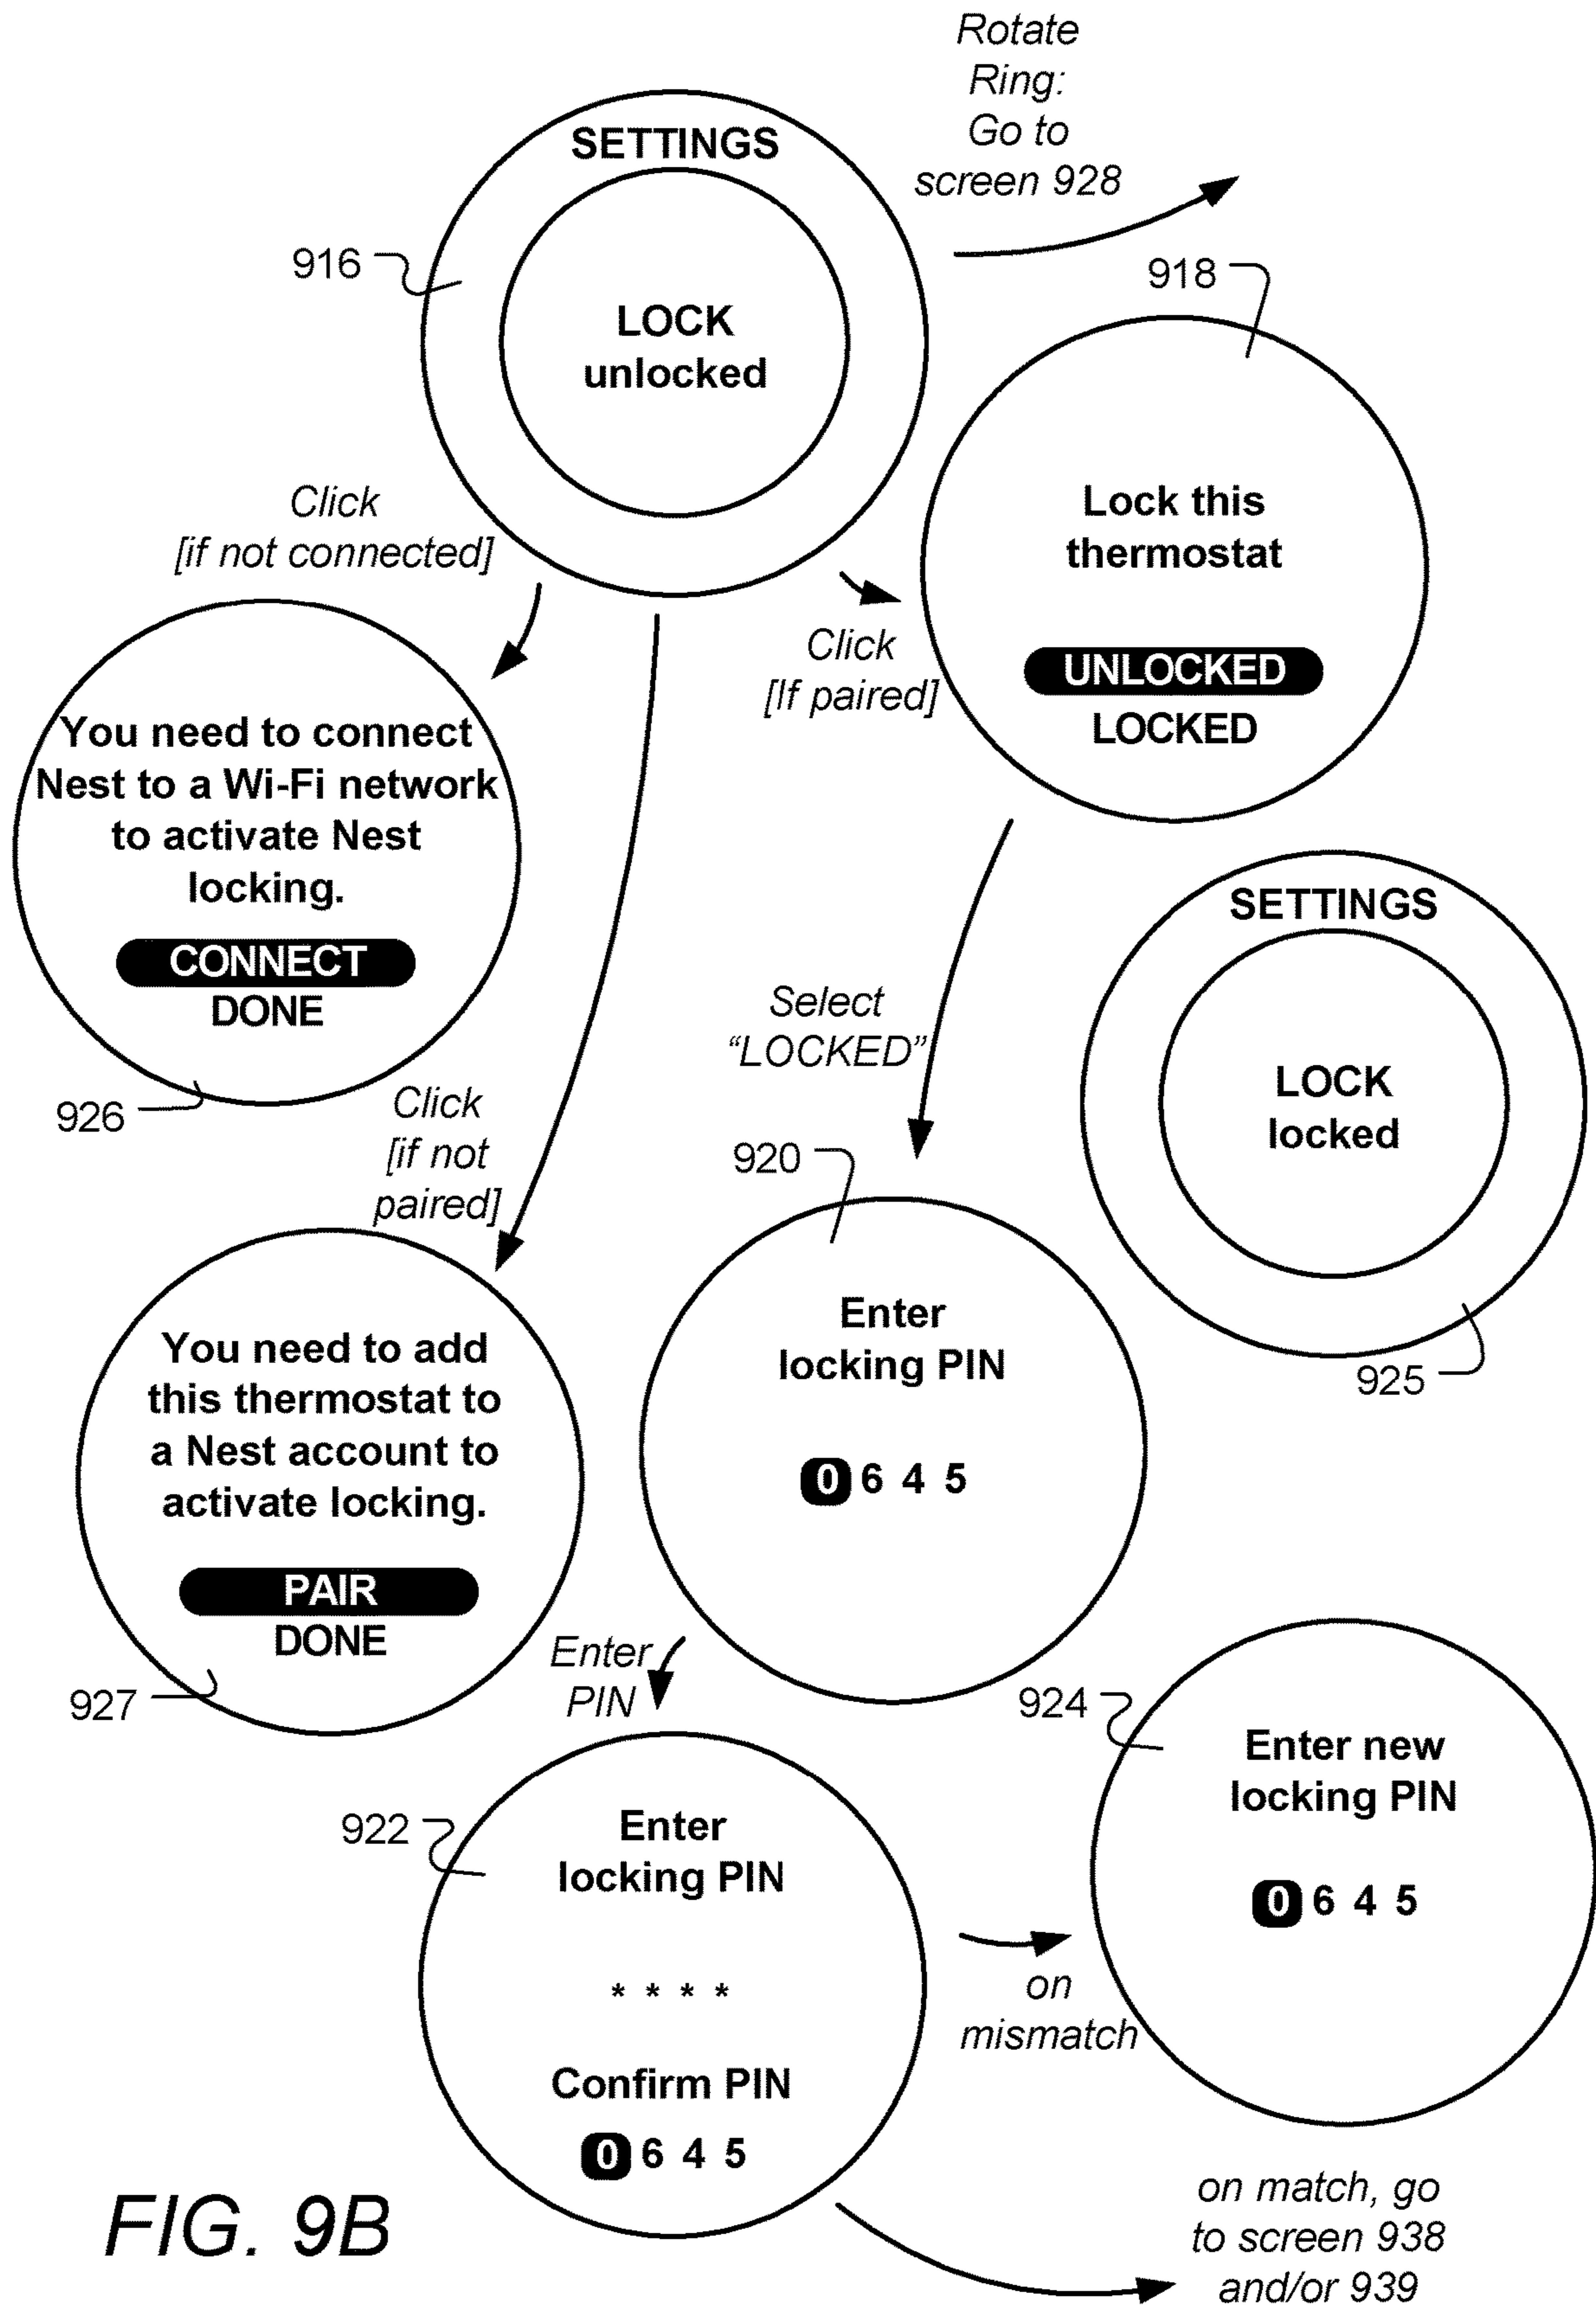 Rotate
Ring:
Go to
screen 928
SETTINGS
916
LOCK
unlocked
918
Click
[if not connected]
Lock this
thermostat
UNLOCKED
LOCKED
Click
[If paired]
You need to connect
Nest to a Wi-Fi network
to activate Nest
locking.
CONNECT
DONE
926
SETTINGS
LOCK
locked
925
Select
“LOCKED”
Click
[if not
paired]
920
Enter
locking PIN
0 6 4 5
You need to add
this thermostat to
a Nest account to
activate locking.
PAIR
DONE
927
Enter
PIN
924
Enter new
locking PIN
0 6 4 5
922
Enter
locking PIN
* * * *
Confirm PIN
0 6 4 5
on
mismatch
on match, go
to screen 938
and/or 939
FIG. 9B